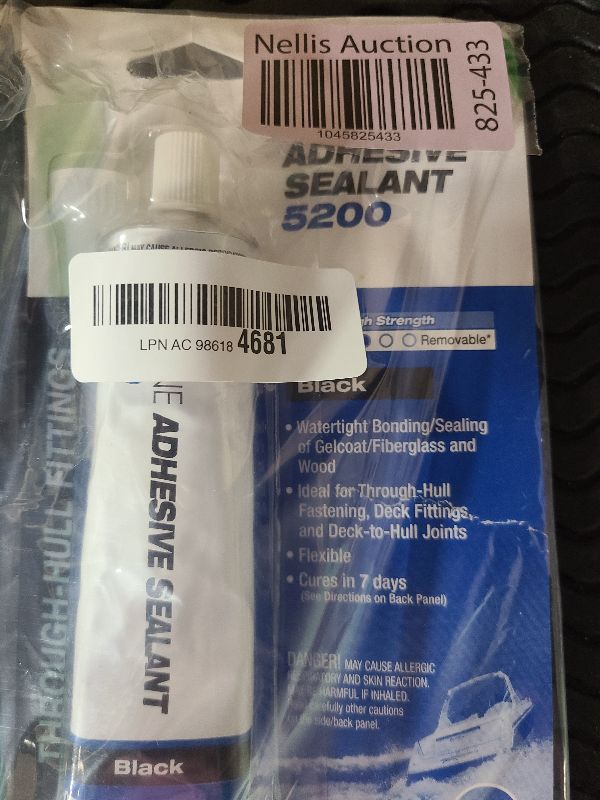 Nellis Auction
1045825433
825-433
ADHESIVE
SEALANT
5200
LPN AC 98618 4681
Strength
Removable*
Black
• Watertight Bonding/Sealing
of Gelcoat/Fiberglass and
Wood
• Ideal for Through-Hull
Fastening, Deck Fittings,
and Deck-to-Hull Joints
• Flexible
• Cures in 7 days
(See Directions on Back Panel)
DANGER! MAY CAUSE ALLERGIC
RESPIRATORY AND SKIN REACTION.
HARMFUL IF INHALED.
other cautions
side/back panel.
THROUGH-HULL FITTINGS
ADHESIVE SEALANT
Black